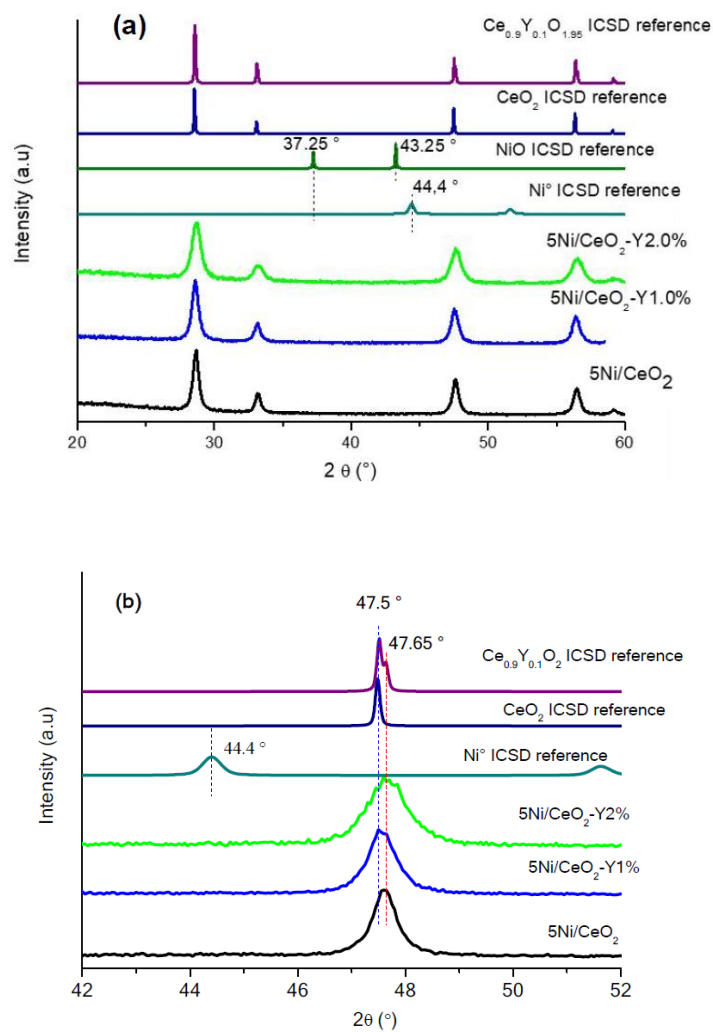 (a)
Ce0.9Y0.1O1.95 ICSD reference
CeO2 ICSD reference
37.25 °
43.25 °
NiO ICSD reference
44,4 °
Ni° ICSD reference
5Ni/CeO2-Y2.0%
5Ni/CeO2-Y1.0%
5Ni/CeO2
Intensity (a.u)
20 30 40 50 60
2 θ (°)
(b)
47.5 °
47.65 °
Ce0.9Y0.1O2 ICSD reference
CeO2 ICSD reference
44.4 °
Ni° ICSD reference
5Ni/CeO2-Y2%
5Ni/CeO2-Y1%
5Ni/CeO2
Intensity (a.u)
42 44 46 48 50 52
2θ (°)